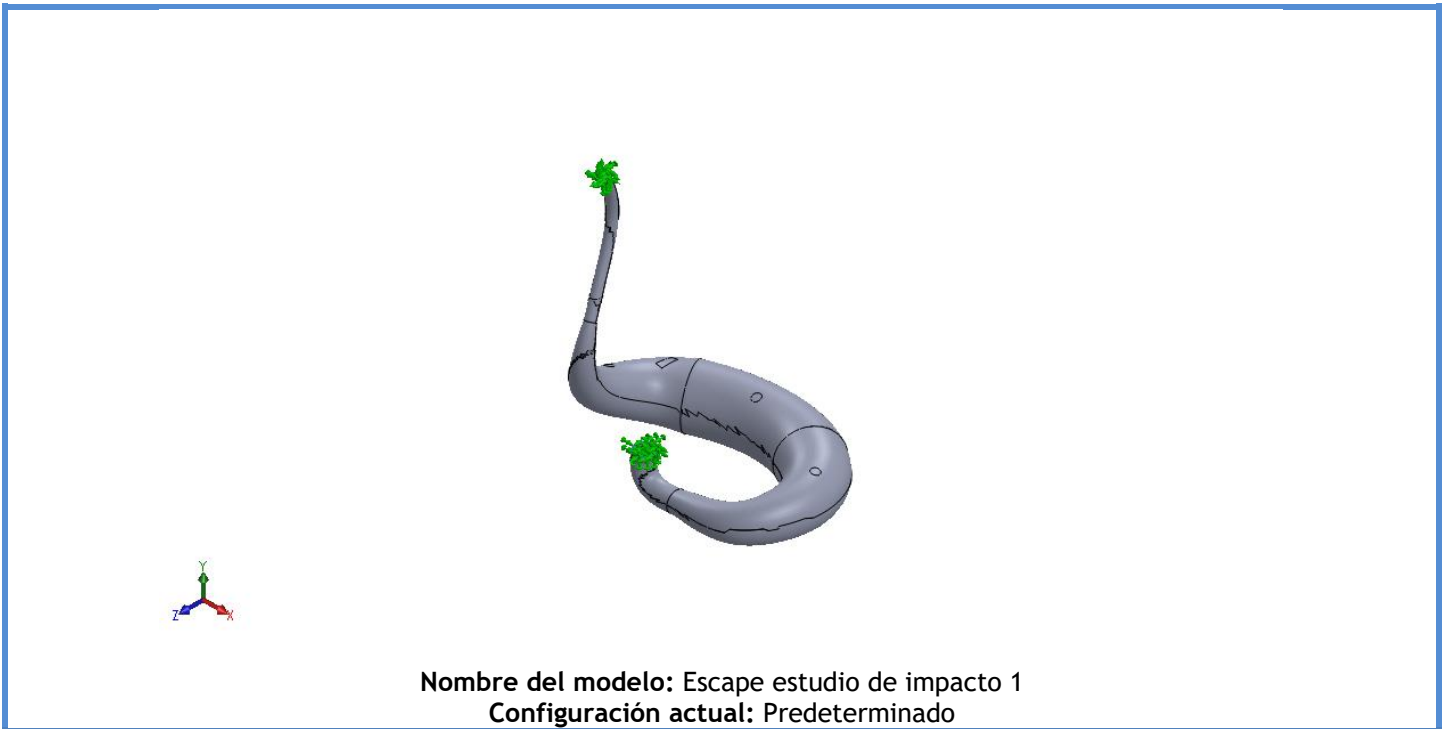 Y
Z
X
Nombre del modelo: Escape estudio de impacto 1
Configuración actual: Predeterminado